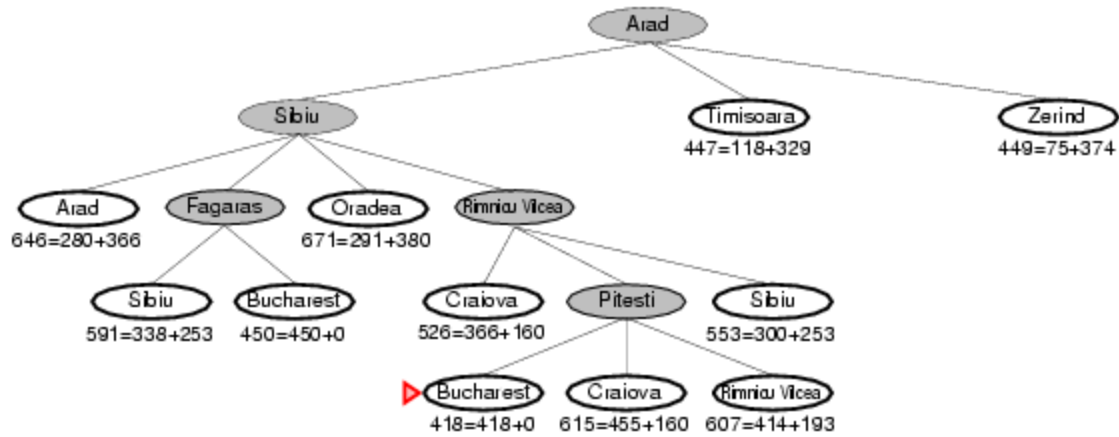 Arad
Sibiu
Timisoara
Zerind
447=118+329
449=75+374
Arad
Fagaras
Oradea
Rimnicu Vilcea
646=280+366
671=291+380
Sibiu
Bucharest
Craiova
Pitesti
Sibiu
591=338+253
450=450+0
526=366+160
553=300+253
Bucharest
Craiova
Rimnicu Vilcea
418=418+0
615=455+160
607=414+193